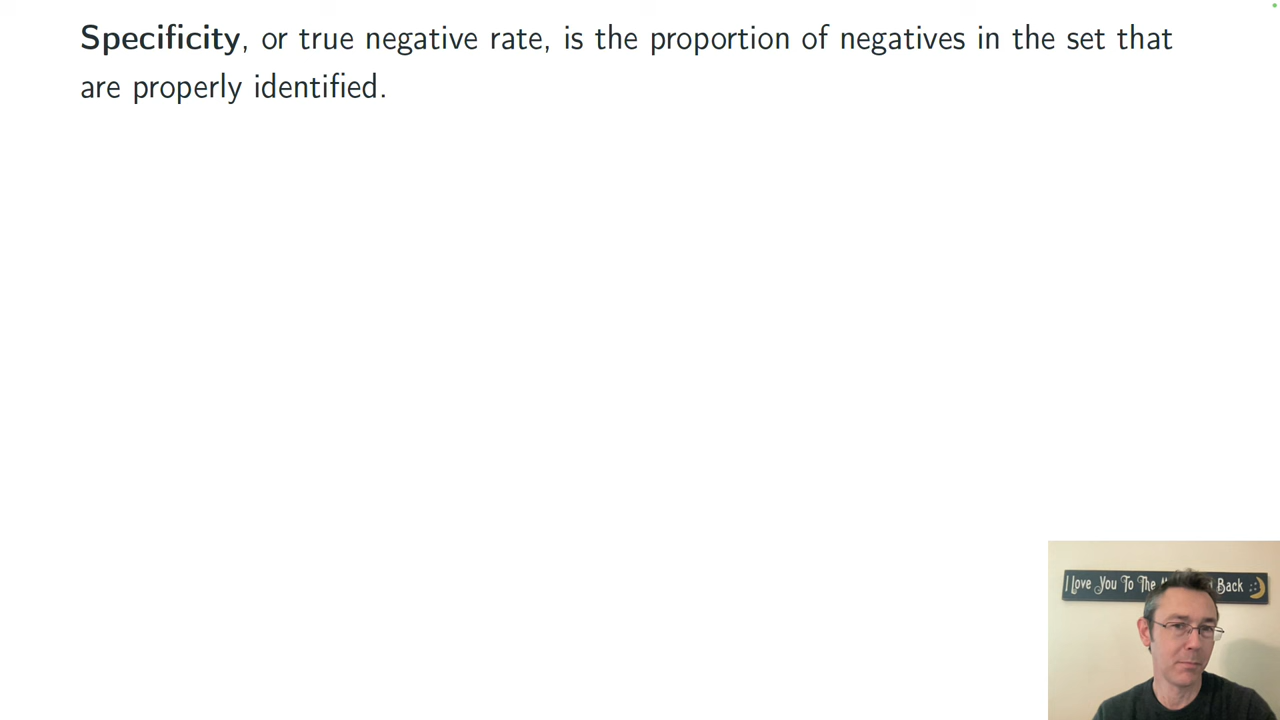 Specificity, or true negative rate, is the proportion of negatives in the set that
are properly identified.
I Love You To The Back